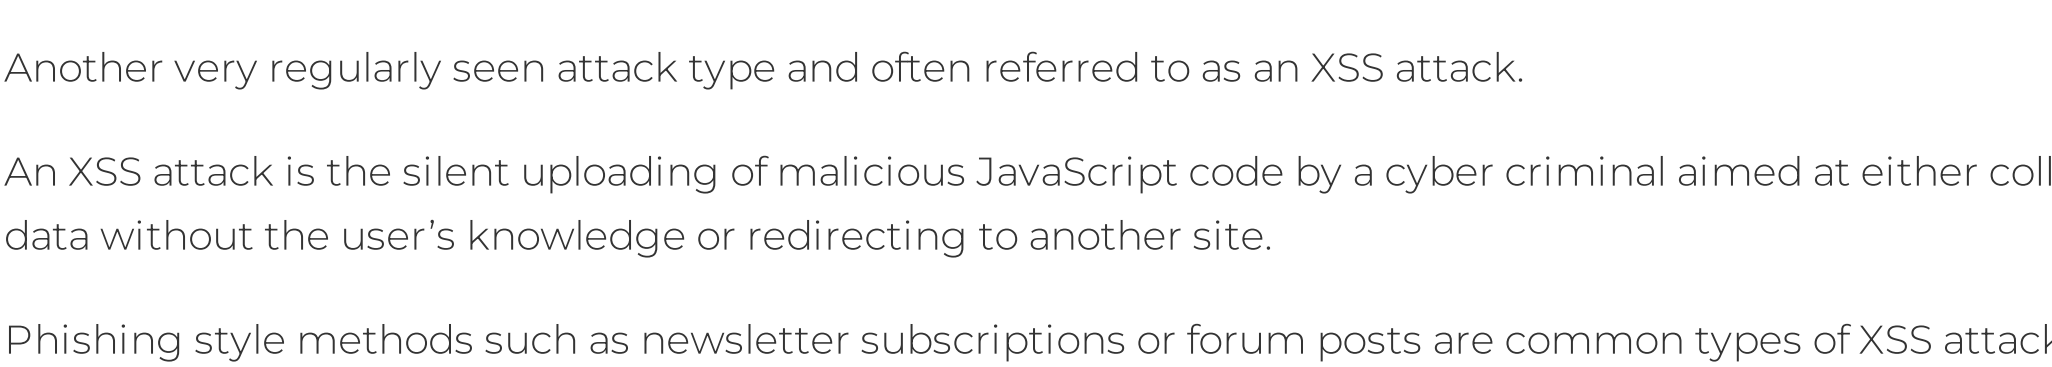 Another very regularly seen attack type and often referred to as an XSS attack.
An XSS attack is the silent uploading of malicious JavaScript code by a cyber criminal aimed at either coll
data without the user’s knowledge or redirecting to another site.
Phishing style methods such as newsletter subscriptions or forum posts are common types of XSS attack